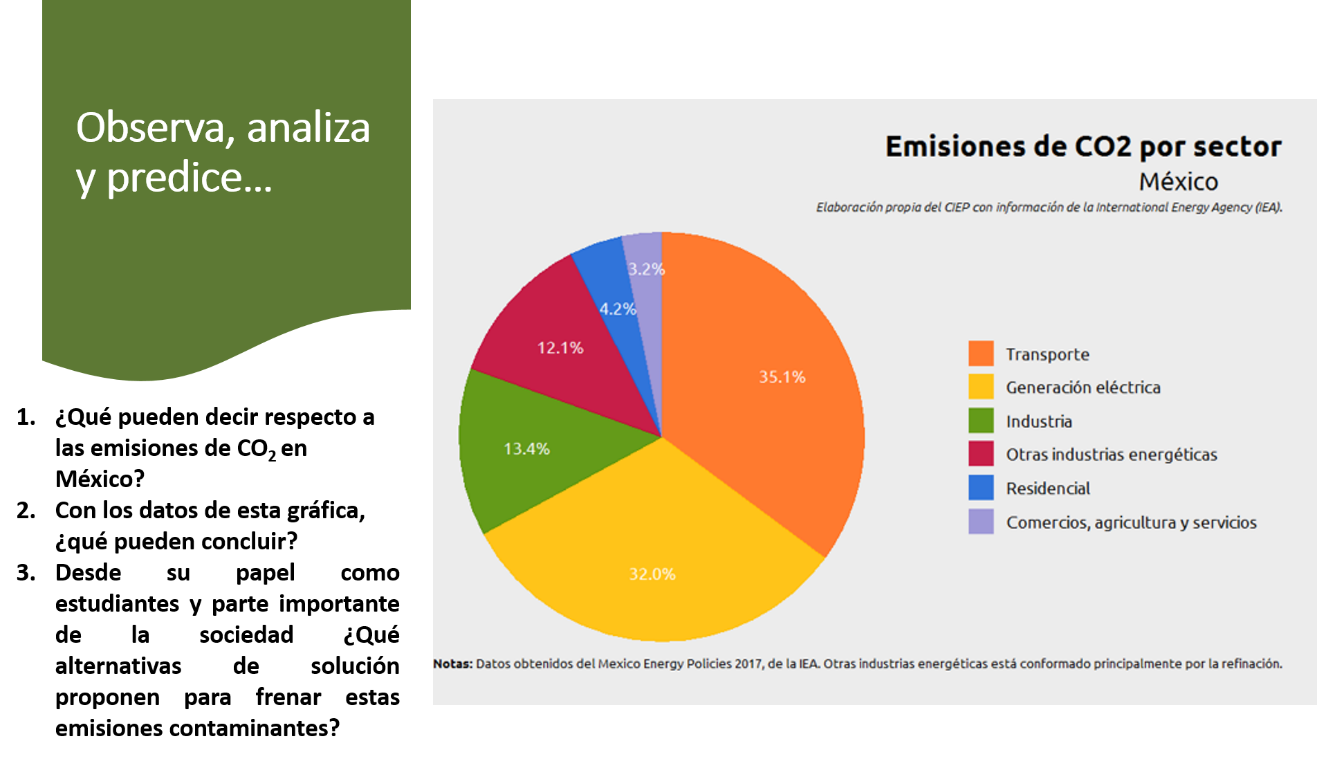 Observa, analiza
y predice...
1. ¿Qué pueden decir respecto a
las emisiones de CO2 en
México?
2. Con los datos de esta gráfica,
¿qué pueden concluir?
3. Desde su papel como
estudiantes y parte importante
de la sociedad ¿Qué
alternativas de solución
proponen para frenar estas
emisiones contaminantes?
Emisiones de CO2 por sector
México
Elaboración propia del CIEP con información de la International Energy Agency (IEA).
3.2%
4.2%
12.1%
35.1%
13.4%
32.0%
Transporte
Generación eléctrica
Industria
Otras industrias energéticas
Residencial
Comercios, agricultura y servicios
Notas: Datos obtenidos del Mexico Energy Policies 2017, de la IEA. Otras industrias energéticas está conformado principalmente por la refinación.